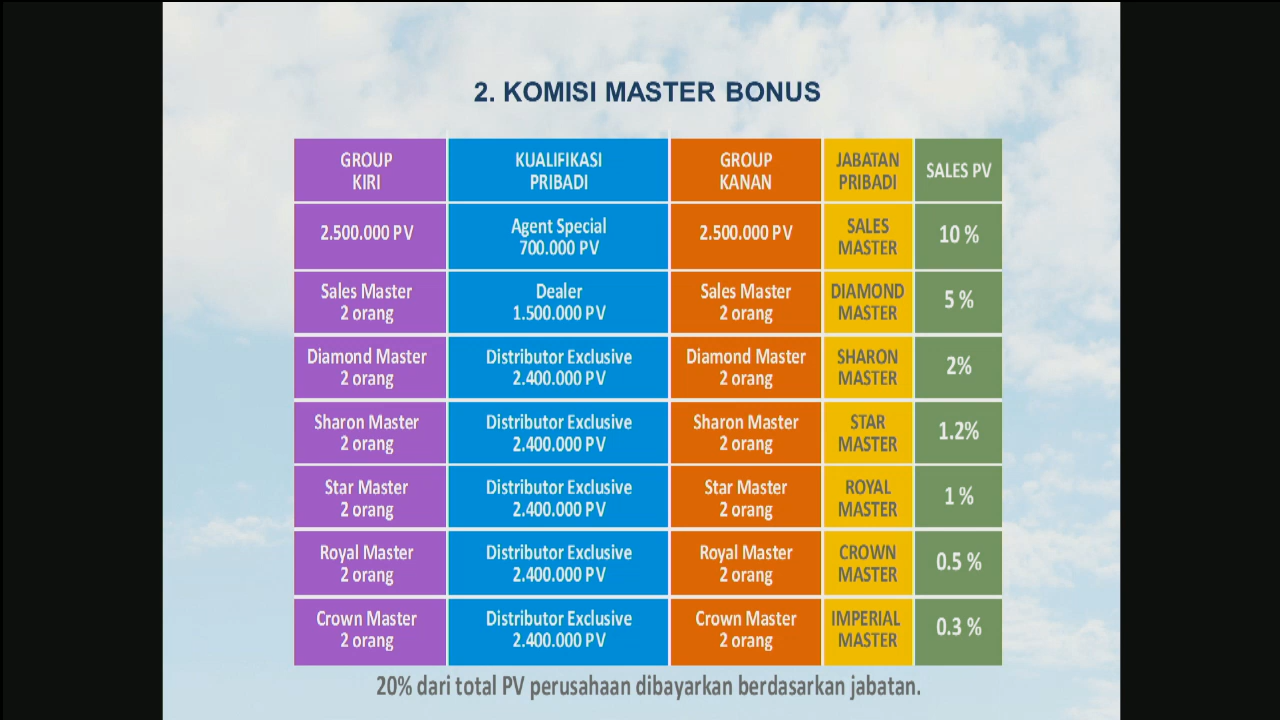 2. KOMISI MASTER BONUS
GROUP
KIRI
KUALIFIKASI
PRIBADI
GROUP
KANAN
JABATAN
PRIBADI
SALES PV
2.500.000 PV
Agent Special
700.000 PV
2.500.000 PV
SALES
MASTER
10 %
Sales Master
2 orang
Dealer
1.500.000 PV
Sales Master
2 orang
DIAMOND
MASTER
5 %
Diamond Master
2 orang
Distributor Exclusive
2.400.000 PV
Diamond Master
2 orang
SHARON
MASTER
2%
Sharon Master
2 orang
Distributor Exclusive
2.400.000 PV
Sharon Master
2 orang
STAR
MASTER
1.2%
Star Master
2 orang
Distributor Exclusive
2.400.000 PV
Star Master
2 orang
ROYAL
MASTER
1 %
Royal Master
2 orang
Distributor Exclusive
2.400.000 PV
Royal Master
2 orang
CROWN
MASTER
0.5 %
Crown Master
2 orang
Distributor Exclusive
2.400.000 PV
Crown Master
2 orang
IMPERIAL
MASTER
0.3 %
20% dari total PV perusahaan dibayarkan berdasarkan jabatan.